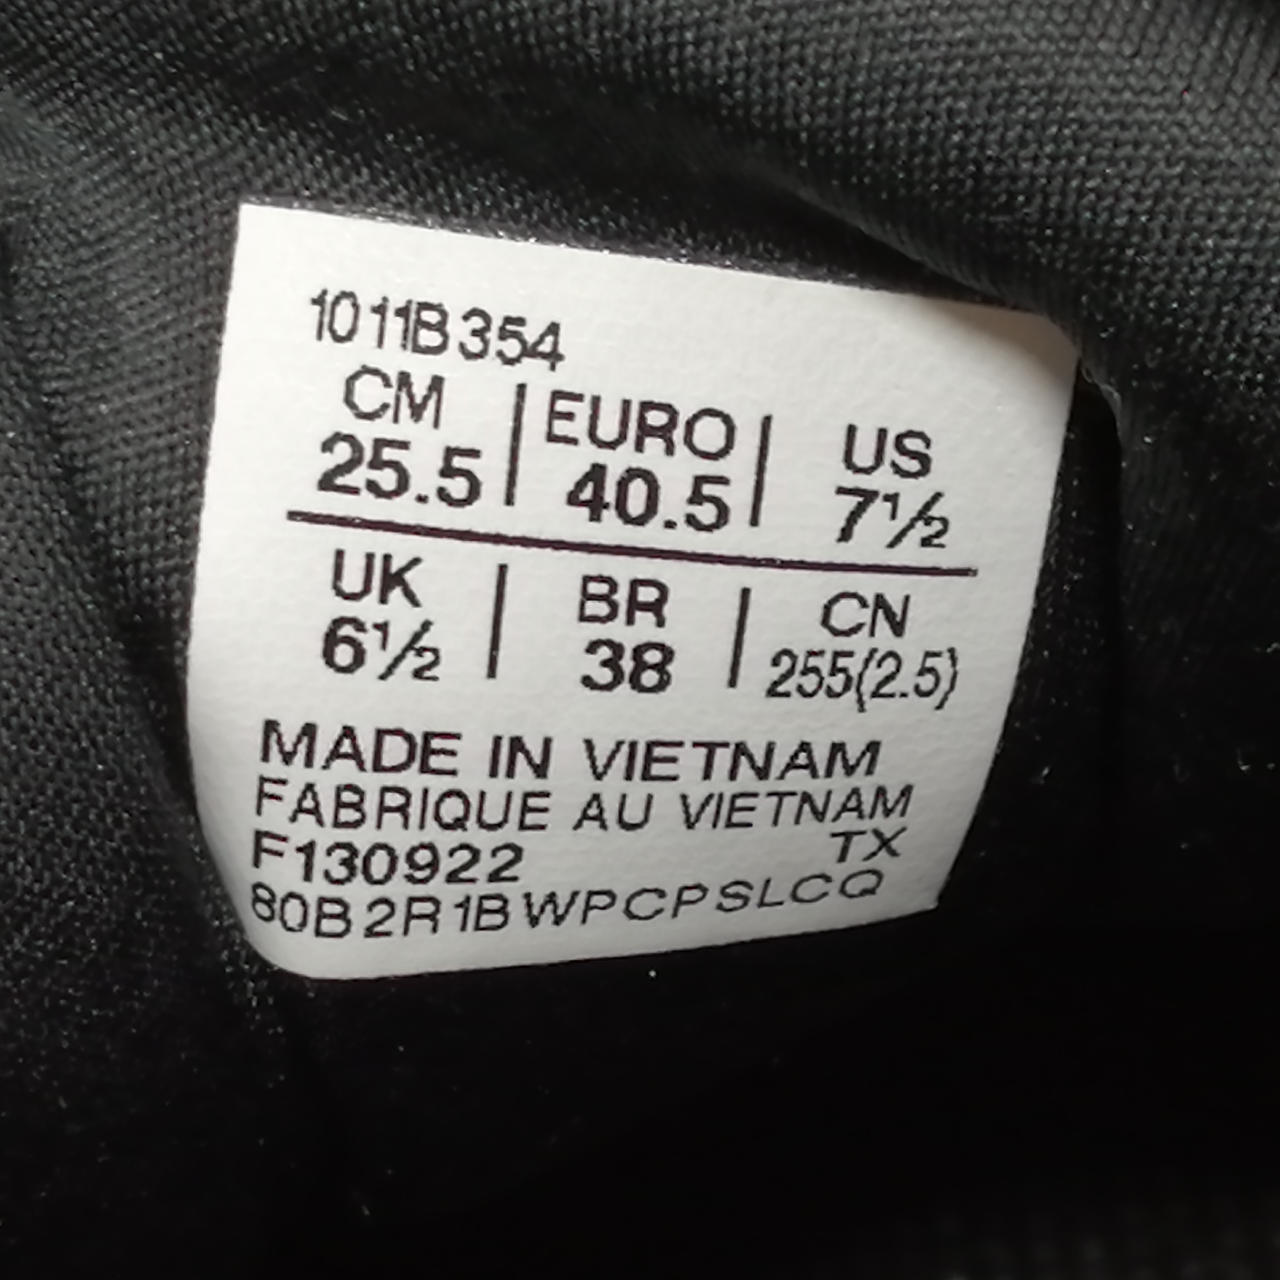 1011B354
CM | EURO | US
25.5 | 40.5 | 7½
UK | BR | CN
6½ | 38 | 255(2.5)
MADE IN VIETNAM
FABRIQUE AU VIETNAM
F130922 TX
80B2R1BWPCPSLCQ